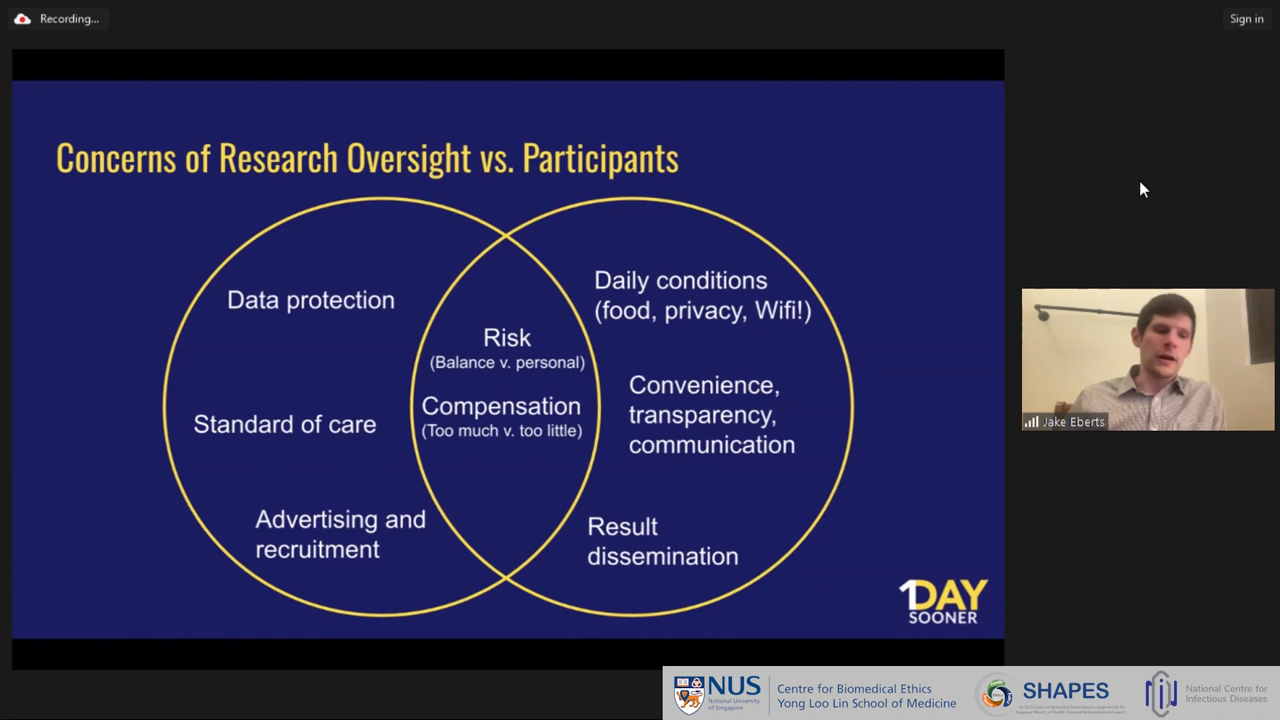 Recording...
Sign in
Concerns of Research Oversight vs. Participants
Data protection
Standard of care
Advertising and
recruitment
Risk
(Balance v. personal)
Compensation
(Too much v. too little)
Daily conditions
(food, privacy, Wifi!)
Convenience,
transparency,
communication
Result
dissemination
1DAY
SOONER
Jake Eberts
NUS
National University
of Singapore
Centre for Biomedical Ethics
Yong Loo Lin School of Medicine
SHAPES
National Centre for
Infectious Diseases